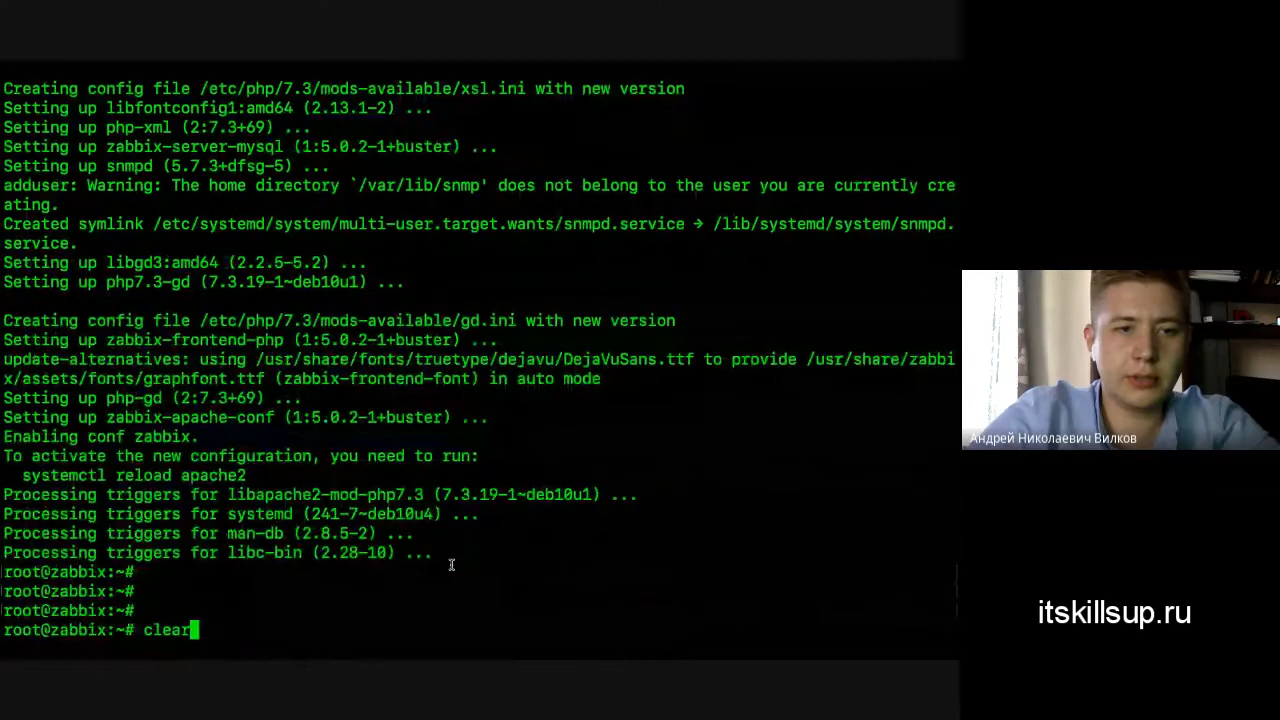 Creating config file /etc/php/7.3/mods-available/xsl.ini with new version
Setting up libfontconfig1:amd64 (2.13.1-2) ...
Setting up php-xml (2:7.3+69) ...
Setting up zabbix-server-mysql (1:5.0.2-1+buster) ...
Setting up snmpd (5.7.3+dfsg-5) ...
adduser: Warning: The home directory `/var/lib/snmp' does not belong to the user you are currently cre
ating.
Created symlink /etc/systemd/system/multi-user.target.wants/snmpd.service → /lib/systemd/system/snmpd.
service.
Setting up libgd3:amd64 (2.2.5-5.2) ...
Setting up php7.3-gd (7.3.19-1~deb10u1) ...
Creating config file /etc/php/7.3/mods-available/gd.ini with new version
Setting up zabbix-frontend-php (1:5.0.2-1+buster) ...
update-alternatives: using /usr/share/fonts/truetype/dejavu/DejaVuSans.ttf to provide /usr/share/zabbi
x/assets/fonts/graphfont.ttf (zabbix-frontend-font) in auto mode
Setting up php-gd (2:7.3+69) ...
Setting up zabbix-apache-conf (1:5.0.2-1+buster) ...
Enabling conf zabbix.
To activate the new configuration, you need to run:
systemctl reload apache2
Processing triggers for libapache2-mod-php7.3 (7.3.19-1~deb10u1) ...
Processing triggers for systemd (241-7~deb10u4) ...
Processing triggers for man-db (2.8.5-2) ...
Processing triggers for libc-bin (2.28-10) ...
root@zabbix:~#
root@zabbix:~#
root@zabbix:~#
root@zabbix:~# clear
Андрей Николаевич Вилков
itskillsup.ru